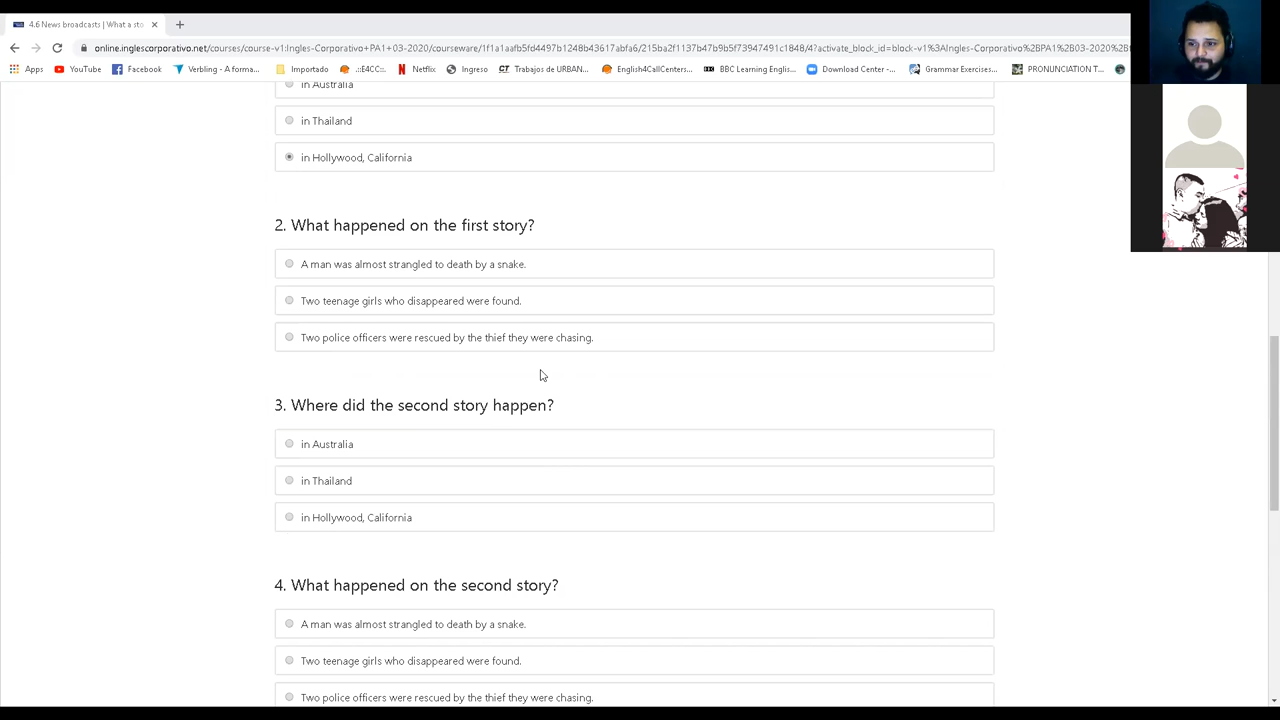 4.6 News broadcasts | What a sto
online.inglescorporativo.net/courses/course-v1:Ingles-Corporativo+PA1+03-2020/courseware/1f1a1aafb5fd4497b1248b43617abfa6/215ba2f1137b47b9b5f73947491c1848/4?activate_block_id=block-v1%3AIngles-Corporativo%2BPA1%2B03-2020%
Apps YouTube Facebook Verbling - A forma... Importado .::E4CC::. Netfli Ingreso Trabajos de URBAN... English4CallCenters... BBC Learning Englis... Download Center -... Grammar Exercises... PRONUNCIATION T...
in Australia
in Thailand
in Hollywood, California
2. What happened on the first story?
A man was almost strangled to death by a snake.
Two teenage girls who disappeared were found.
Two police officers were rescued by the thief they were chasing.
3. Where did the second story happen?
in Australia
in Thailand
in Hollywood, California
4. What happened on the second story?
A man was almost strangled to death by a snake.
Two teenage girls who disappeared were found.
Two police officers were rescued by the thief they were chasing.